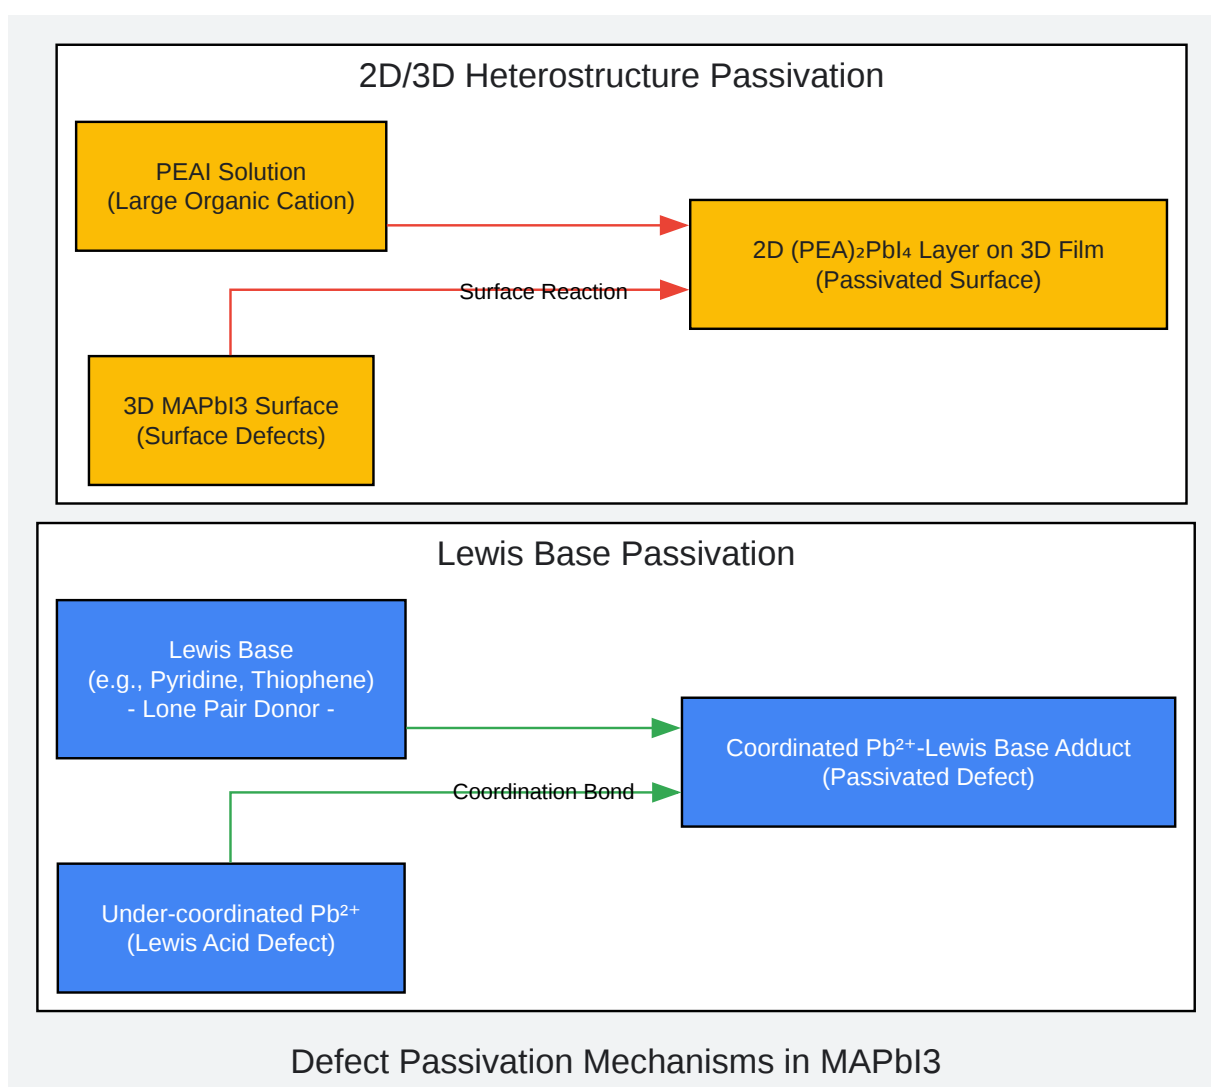 2D/3D Heterostructure Passivation
PEAI Solution
(Large Organic Cation)
2D (PEA)₂PbI₄ Layer on 3D Film
(Passivated Surface)
Surface Reaction
3D MAPbI3 Surface
(Surface Defects)
Lewis Base Passivation
Lewis Base
(e.g., Pyridine, Thiophene)
- Lone Pair Donor -
Coordinated Pb²⁺-Lewis Base Adduct
(Passivated Defect)
Coordination Bond
Under-coordinated Pb²⁺
(Lewis Acid Defect)
Defect Passivation Mechanisms in MAPbI3